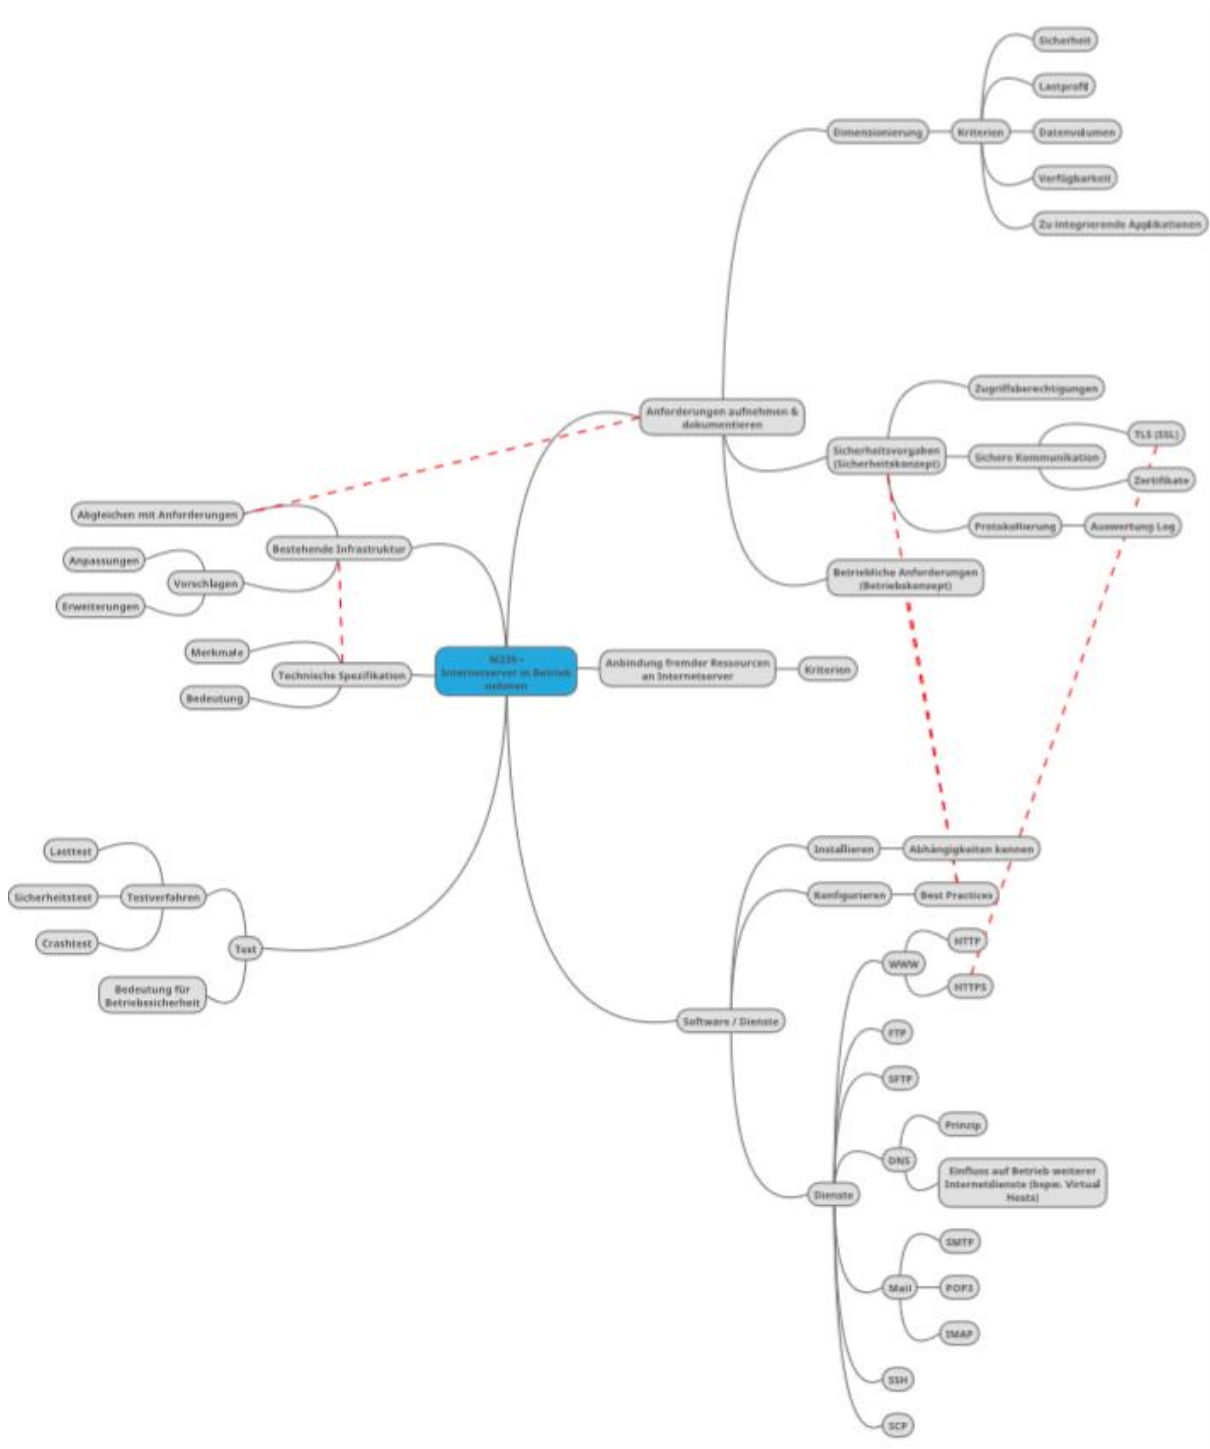 Sicherheit
Lastprofil
Dimensionierung
Kriterien
Datenvolumen
Verfügbarkeit
Zu integrierende Applikationen
Anforderungen aufnehmen &
dokumentieren
Zugriffsberechtigungen
Sicherheitsvorgaben
(Sicherheitskonzept)
Sichere Kommunikation
TLS (SSL)
Zertifikate
Protokollierung
Auswertung Log
Betriebliche Anforderungen
(Betriebskonzept)
Abgleichen mit Anforderungen
Bestehende Infrastruktur
Anpassungen
Vorschlagen
Erweiterungen
Merkmale
Technische Spezifikation
Bedeutung
M239 -
Internetserver in Betrieb
nehmen
Anbindung fremder Ressourcen
an Internetserver
Kriterien
Lasttest
Sicherheitstest
Testverfahren
Crashtest
Test
Bedeutung für
Betriebssicherheit
Installieren
Abhängigkeiten kennen
Konfigurieren
Best Practices
Software / Dienste
WWW
HTTP
HTTPS
FTP
SFTP
DNS
Prinzip
Einfluss auf Betrieb weiterer
Internetdienste (bspw. Virtual
Hosts)
Dienste
Mail
SMTP
POP3
IMAP
SSH
SCP